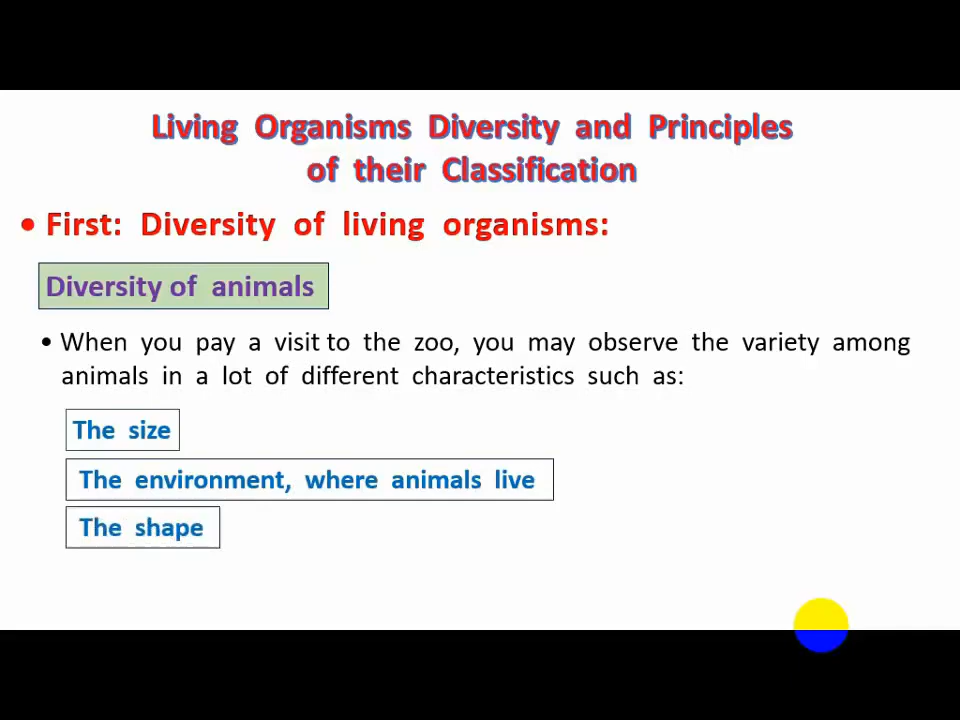 Living Organisms Diversity and Principles
of their Classification
• First: Diversity of living organisms:
Diversity of animals
• When you pay a visit to the zoo, you may observe the variety among
animals in a lot of different characteristics such as:
The size
The environment, where animals live
The shape